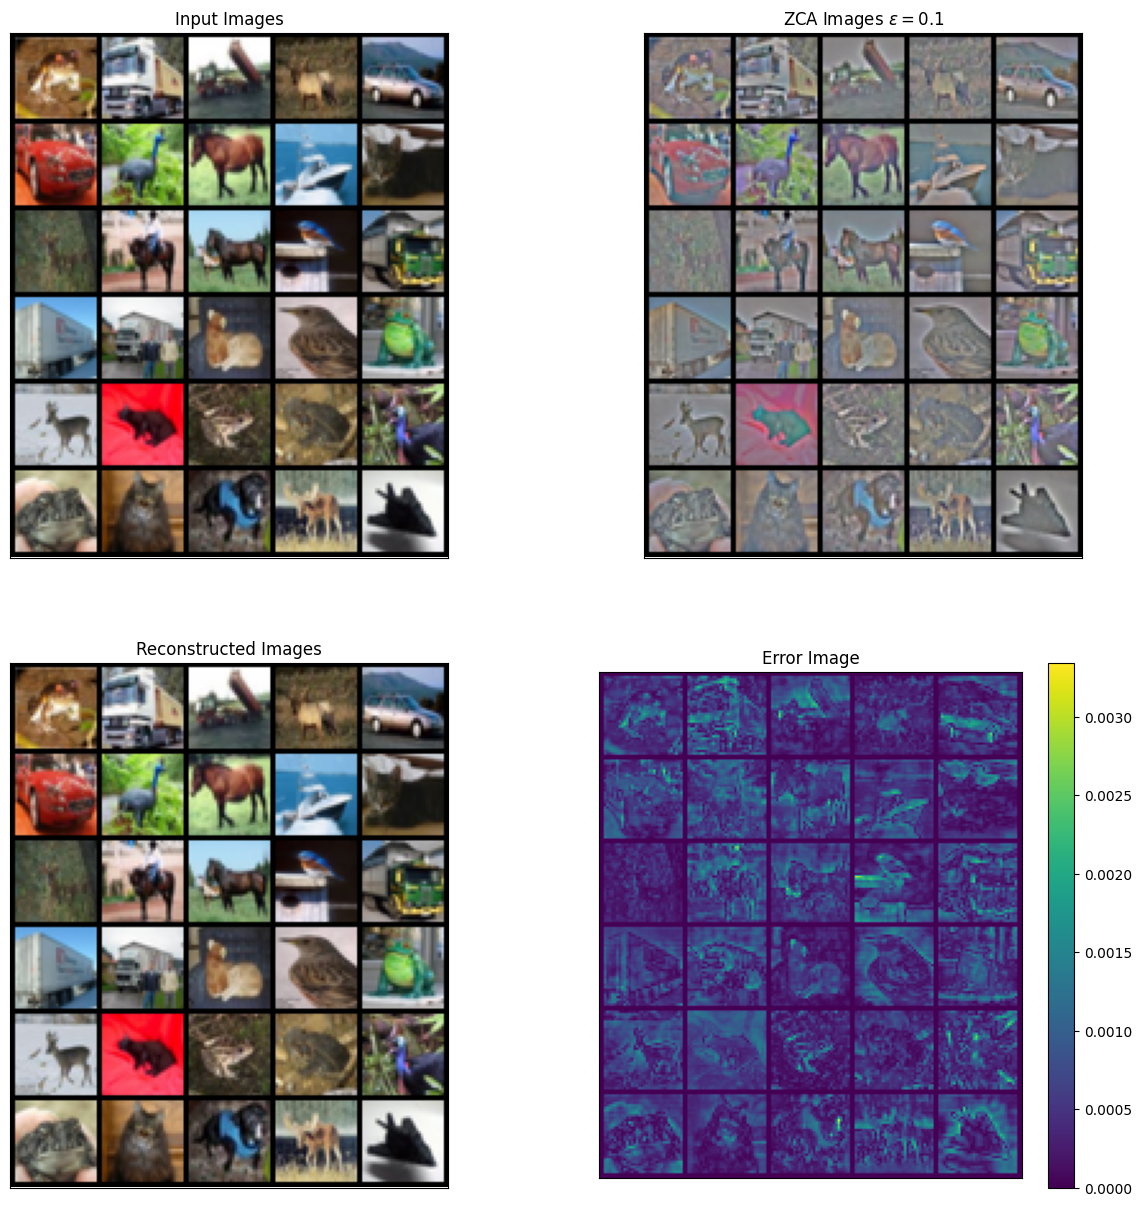 Input Images
ZCA Images ε = 0.1
Reconstructed Images
Error Image
0.0030
0.0025
0.0020
0.0015
0.0010
0.0005
0.0000